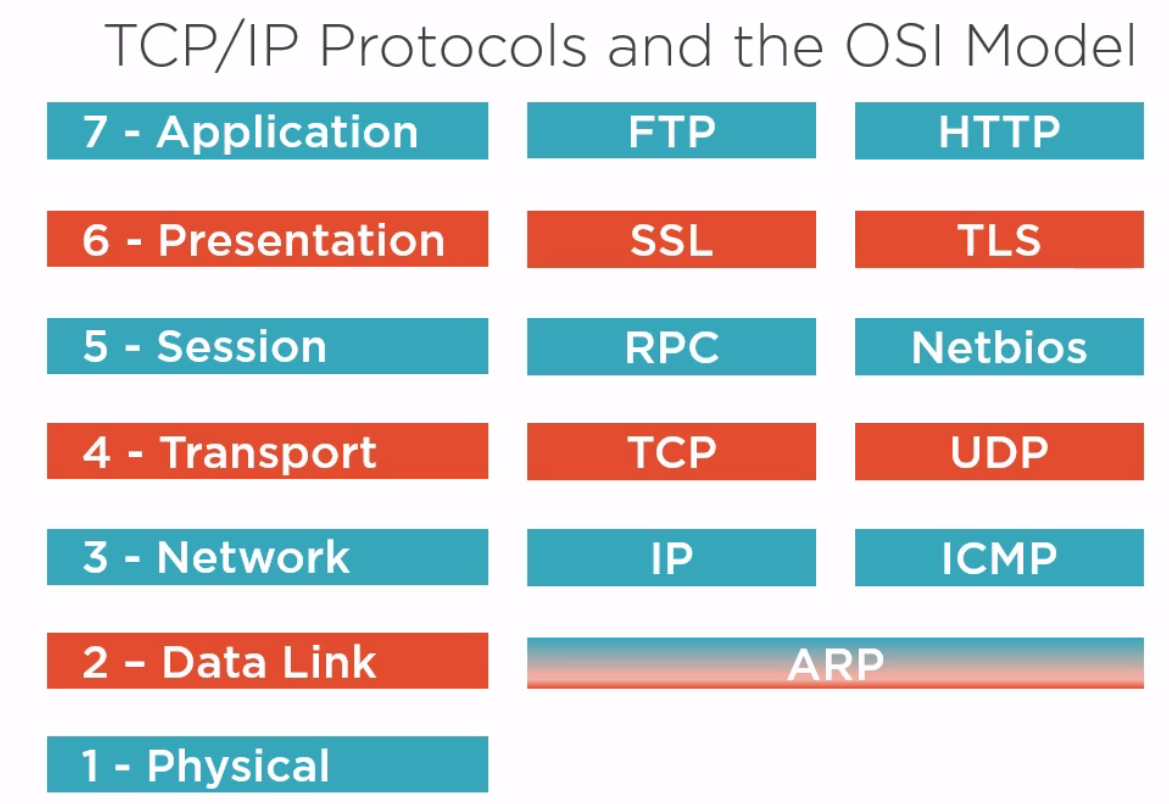 TCP/IP Protocols and the OSI Model
7 - Application FTP HTTP
6 - Presentation SSL TLS
5 - Session RPC Netbios
4 - Transport TCP UDP
3 - Network IP ICMP
2 – Data Link ARP
1 - Physical